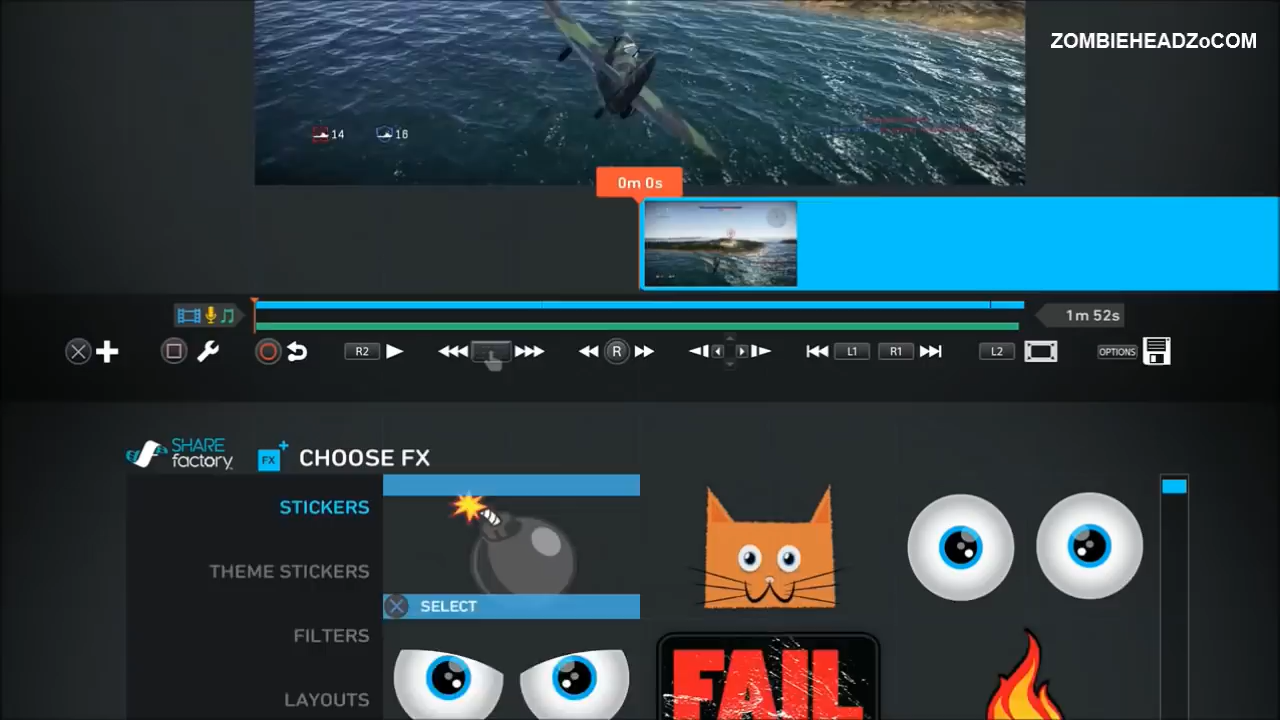 ZOMBIEHEADZoCOM
14 16
0m 0s
1m 52s
R2 R L1 R1 L2 OPTIONS
SHARE
factory
FX CHOOSE FX
STICKERS
THEME STICKERS
SELECT
FILTERS
FAIL
LAYOUTS